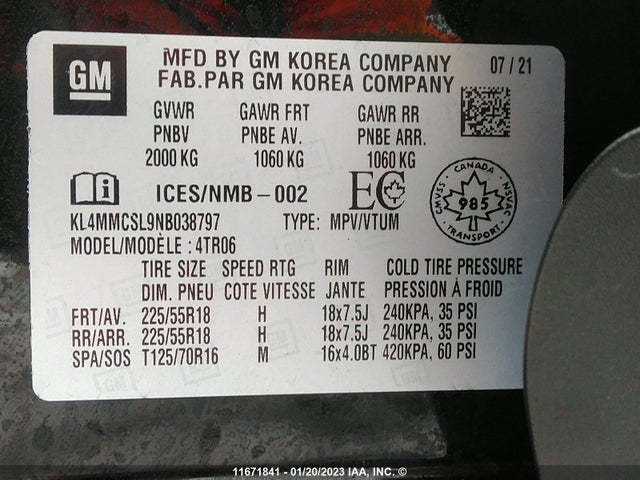 GM
MFD BY GM KOREA COMPANY 07 / 21
FAB.PAR GM KOREA COMPANY
GVWR GAWR FRT GAWR RR
PNBV PNBE AV. PNBE ARR.
2000 KG 1060 KG 1060 KG
i ICES/NMB-002 EC
CANADA CMVSS NSVAC 985 TRANSPORT
KL4MMCSL9NB038797 TYPE: MPV/VTUM
MODEL/MODÈLE : 4TR06
TIRE SIZE SPEED RTG RIM COLD TIRE PRESSURE
DIM. PNEU COTE VITESSE JANTE PRESSION À FROID
FRT/AV. 225/55R18 H 18x7.5J 240KPA, 35 PSI
RR/ARR. 225/55R18 H 18x7.5J 240KPA, 35 PSI
SPA/SOS T125/70R16 M 16x4.0BT 420KPA, 60 PSI
11671841 - 01/20/2023 IAA, INC. ©